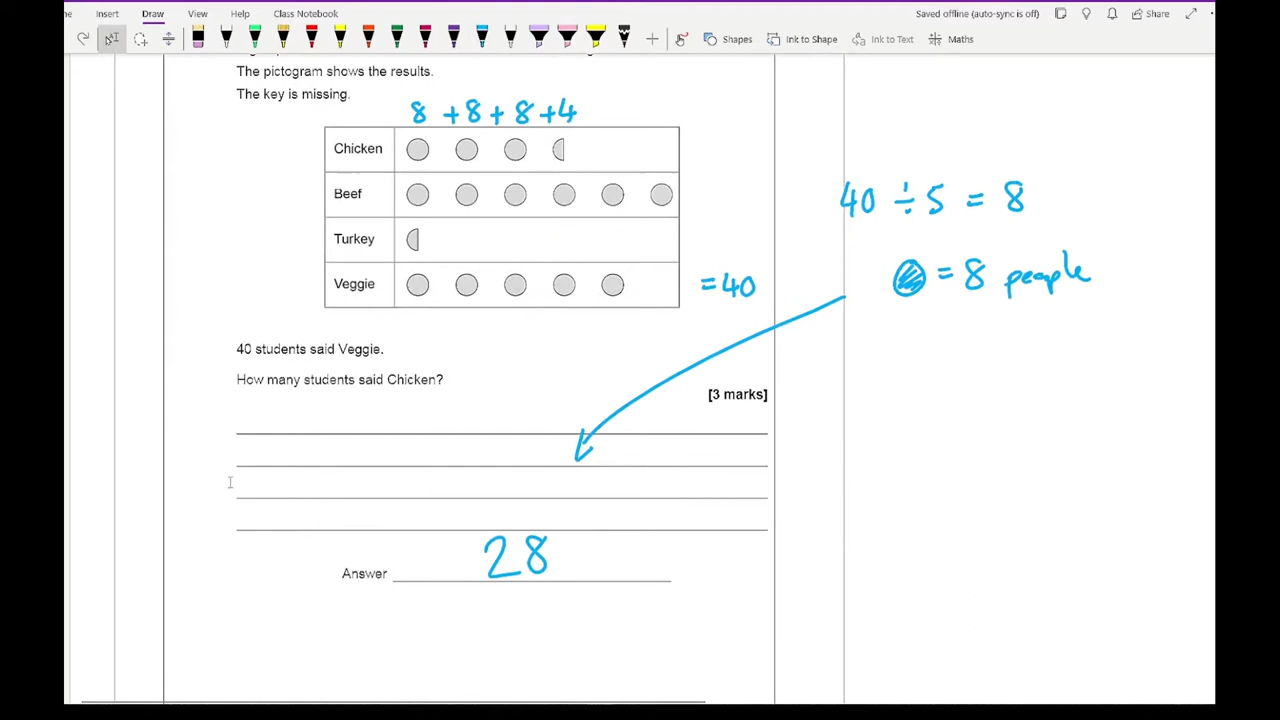 Insert Draw View Help Class Notebook Saved offline (auto-sync is off) Share
Shapes Ink to Shape Ink to Text Maths
The pictogram shows the results.
The key is missing.
8 + 8 + 8 + 4
Chicken
Beef
Turkey
Veggie
= 40
40 ÷ 5 = 8
= 8 people
40 students said Veggie.
How many students said Chicken?
[3 marks]
28
Answer